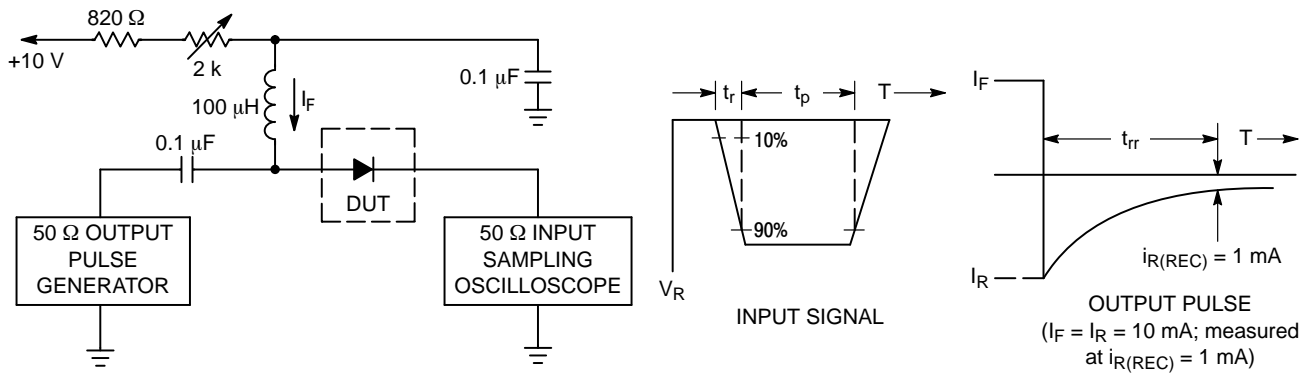 820 Ω
+10 V
2 k
100 μH
I_F
0.1 μF
0.1 μF
DUT
50 Ω OUTPUT
PULSE
GENERATOR
50 Ω INPUT
SAMPLING
OSCILLOSCOPE
t_r
t_p
T
10%
90%
V_R
INPUT SIGNAL
I_F
t_rr
T
I_R
i_R(REC) = 1 mA
OUTPUT PULSE
(I_F = I_R = 10 mA; measured
at i_R(REC) = 1 mA)